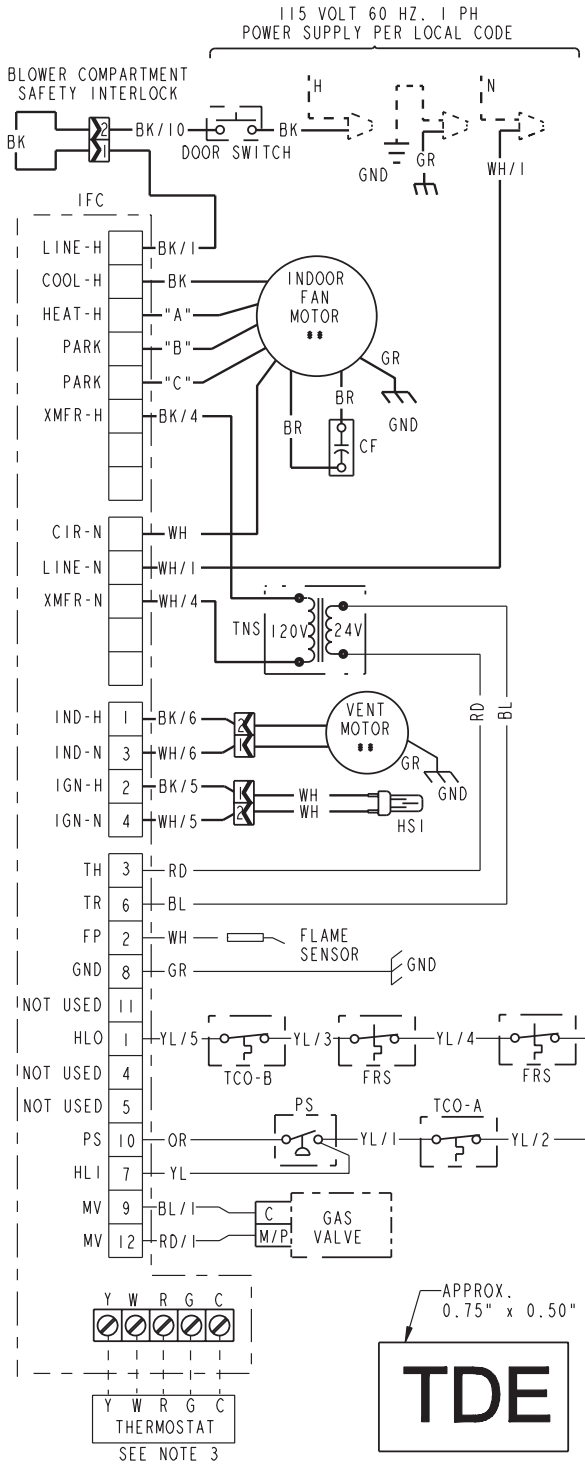 115 VOLT 60 HZ. 1 PH
POWER SUPPLY PER LOCAL CODE
BLOWER COMPARTMENT
SAFETY INTERLOCK
H
N
BK
2
1
BK/10
BK
DOOR SWITCH
GND
GR
WH/1
IFC
LINE-H
BK/1
COOL-H
BK
HEAT-H
"A"
PARK
"B"
PARK
"C"
XMFR-H
BK/4
INDOOR
FAN
MOTOR
**
GR
GND
BR
BR
CF
CIR-N
WH
LINE-N
WH/1
XMFR-N
WH/4
TNS
120V
24V
RD
BL
IND-H
1
BK/6
2
IND-N
3
WH/6
1
VENT
MOTOR
**
GR
GND
IGN-H
2
BK/5
1
WH
IGN-N
4
WH/5
2
WH
HSI
TH
3
RD
TR
6
BL
FP
2
WH
FLAME
SENSOR
GND
8
GR
GND
NOT USED
11
HLO
1
YL/5
YL/3
YL/4
TCO-B
FRS
FRS
NOT USED
4
NOT USED
5
PS
TCO-A
PS
10
OR
YL/1
YL/2
HLI
7
YL
MV
9
BL/1
C
GAS
VALVE
MV
12
RD/1
M/P
Y W R G C
Y W R G C
THERMOSTAT
SEE NOTE 3
APPROX.
0.75" x 0.50"
TDE